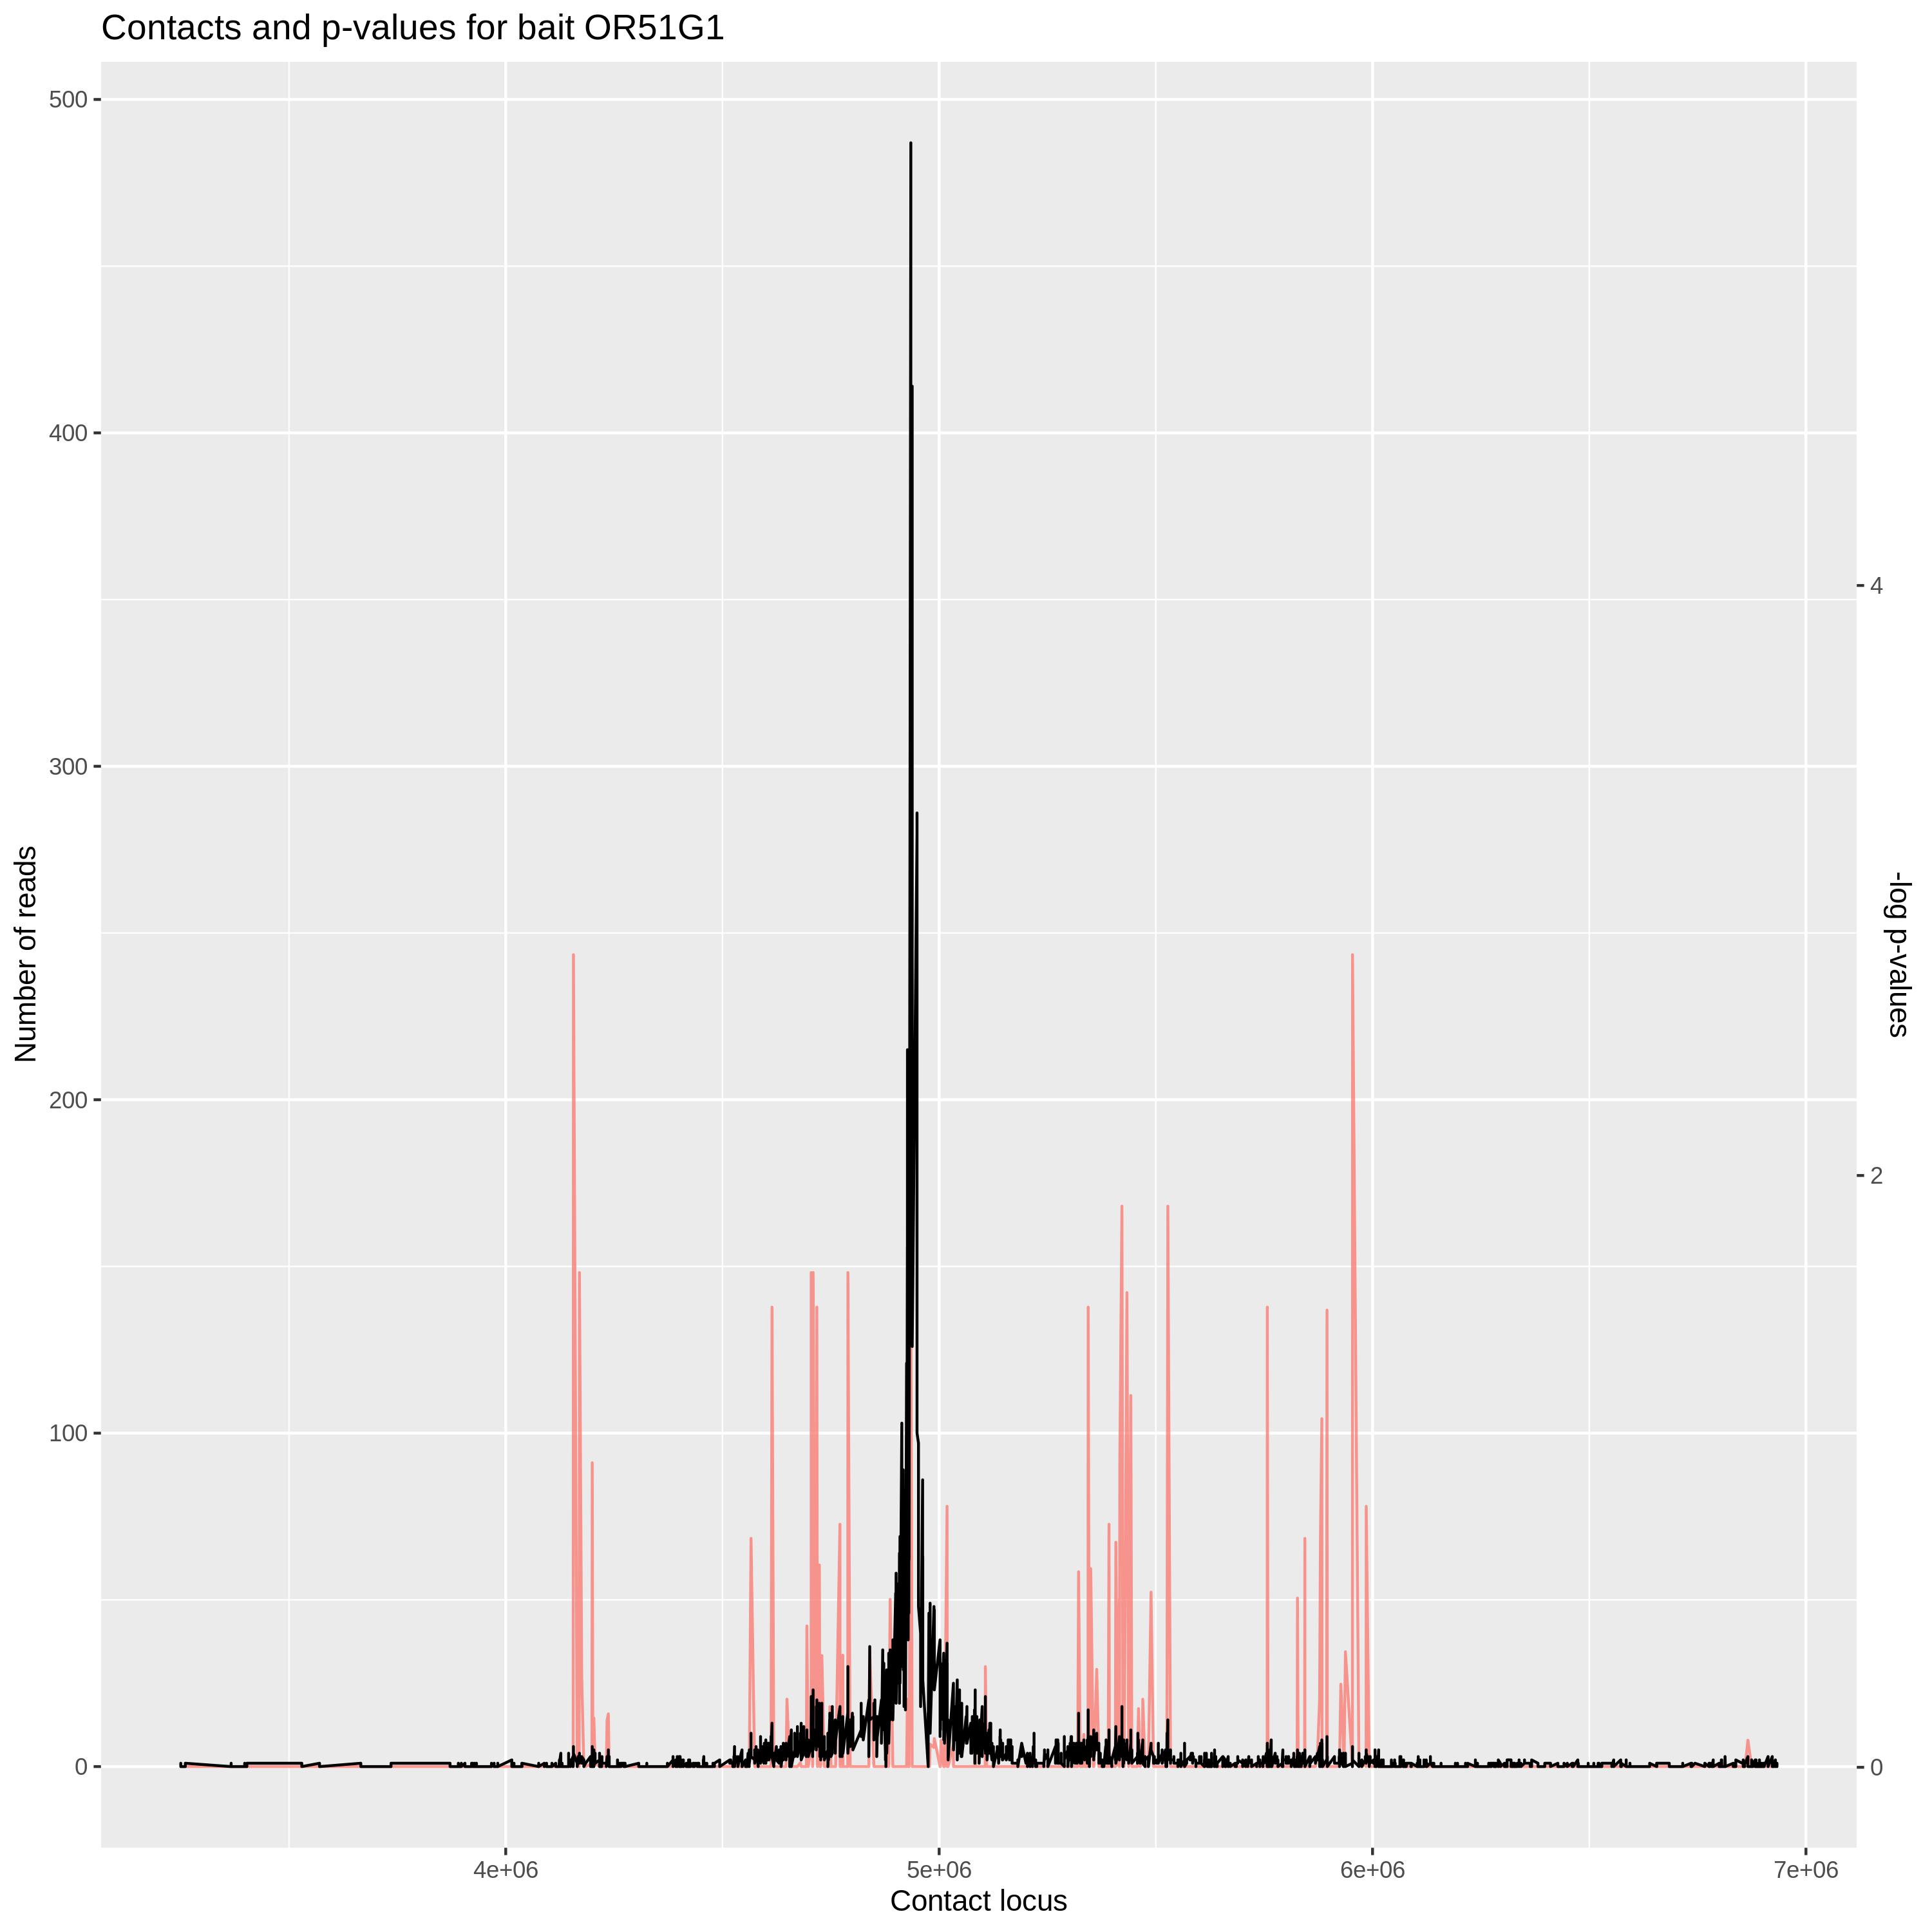 Contacts and p-values for bait OR51G1
500
400
300
200
100
0
Number of reads
4
2
0
-log p-values
4e+06
5e+06
6e+06
7e+06
Contact locus